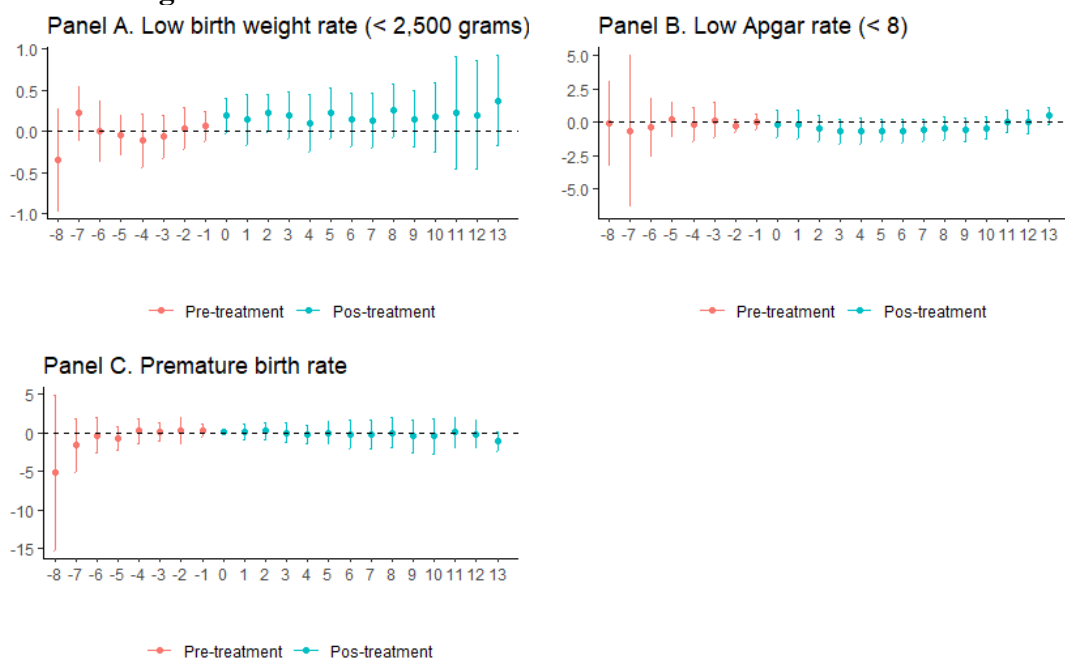 Panel A. Low birth weight rate (< 2,500 grams)
1.0
0.5
0.0
-0.5
-1.0
-8 -7 -6 -5 -4 -3 -2 -1 0 1 2 3 4 5 6 7 8 9 10 11 12 13
Pre-treatment Pos-treatment
Panel B. Low Apgar rate (< 8)
5.0
2.5
0.0
-2.5
-5.0
-8 -7 -6 -5 -4 -3 -2 -1 0 1 2 3 4 5 6 7 8 9 10 11 12 13
Pre-treatment Pos-treatment
Panel C. Premature birth rate
5
0
-5
-10
-15
-8 -7 -6 -5 -4 -3 -2 -1 0 1 2 3 4 5 6 7 8 9 10 11 12 13
Pre-treatment Pos-treatment